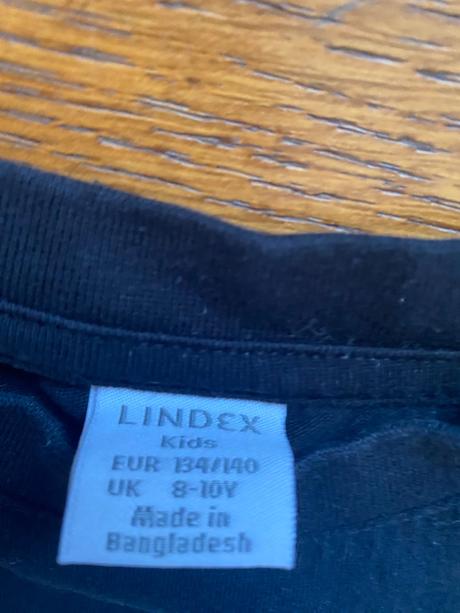 LINDEX
Kids
EUR 134/140
UK 8-10Y
Made in
Bangladesh